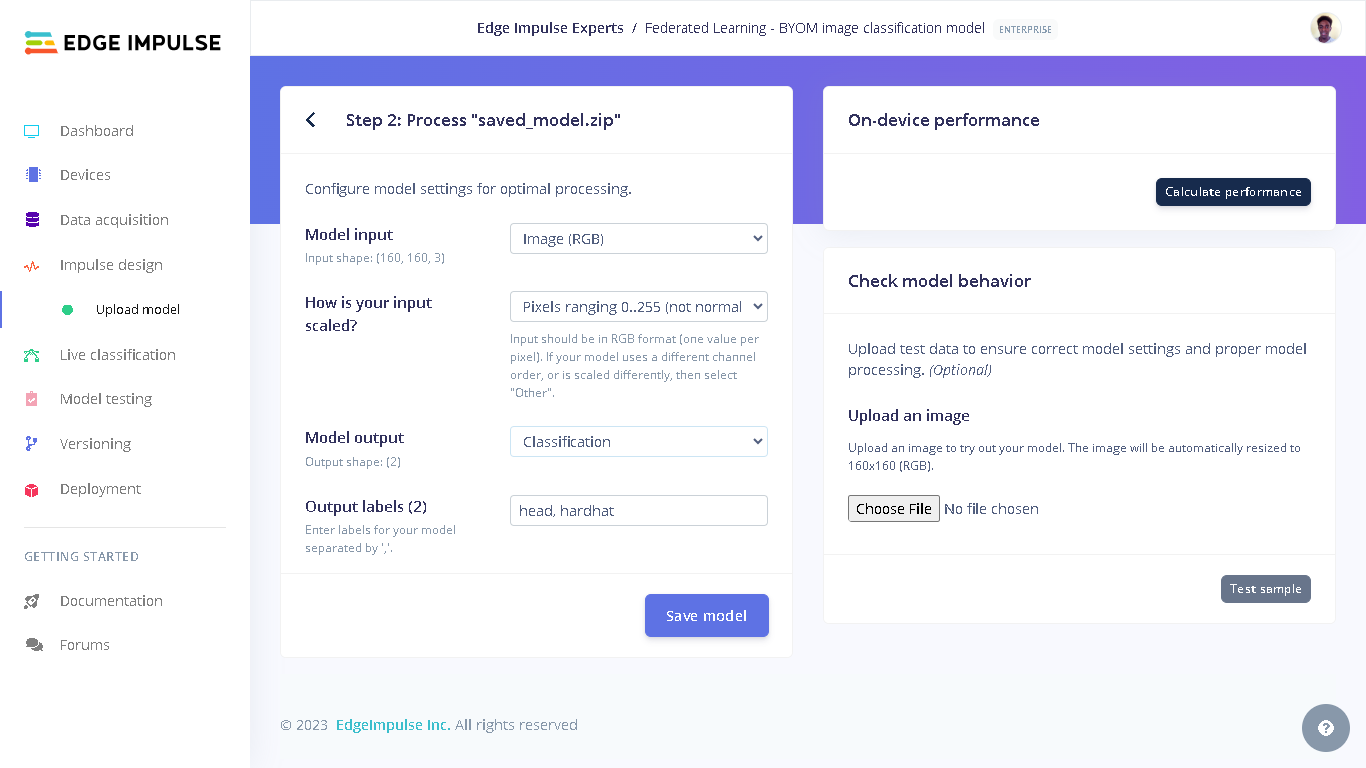 EDGE IMPULSE
Edge Impulse Experts / Federated Learning - BYOM image classification model ENTERPRISE
Dashboard
Devices
Data acquisition
Impulse design
Upload model
Live classification
Model testing
Versioning
Deployment
GETTING STARTED
Documentation
Forums
Step 2: Process "saved_model.zip"
Configure model settings for optimal processing.
Model input
Input shape: (160, 160, 3)
Image (RGB)
How is your input
scaled?
Pixels ranging 0..255 (not normal
Input should be in RGB format (one value per
pixel). If your model uses a different channel
order, or is scaled differently, then select
"Other".
Model output
Output shape: (2)
Classification
Output labels (2)
Enter labels for your model
separated by ','.
head, hardhat
Save model
On-device performance
Calculate performance
Check model behavior
Upload test data to ensure correct model settings and proper model
processing. (Optional)
Upload an image
Upload an image to try out your model. The image will be automatically resized to
160x160 (RGB).
Choose File No file chosen
Test sample
© 2023 EdgeImpulse Inc. All rights reserved
?